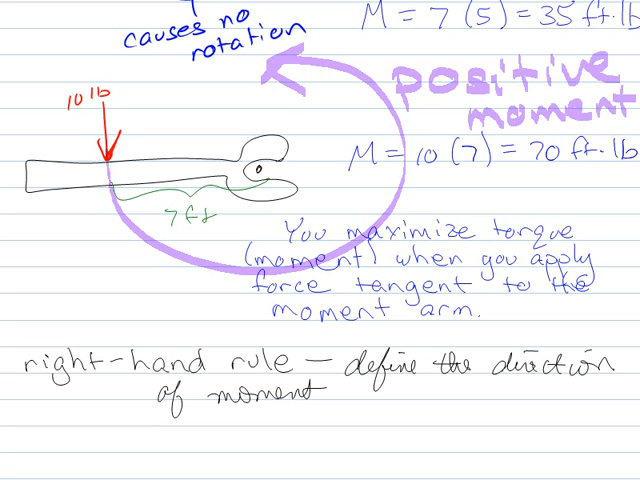 M = 7 (5) = 35 ft·lb
causes no
rotation
positive
moment
10 lb
M = 10 (7) = 70 ft·lb
7 ft
You maximize torque
(moment) when you apply
force tangent to the
moment arm.
right-hand rule — define the direction
of moment